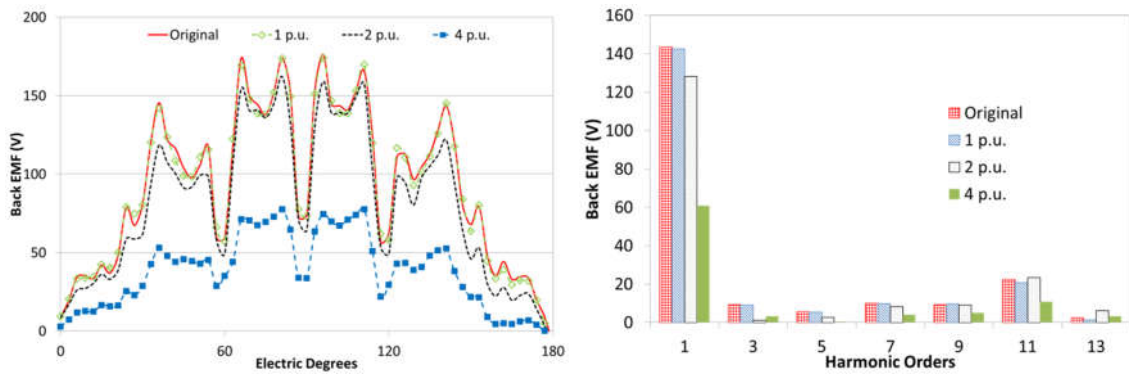 200
150
100
50
0
Back EMF (V)
Original
1 p.u.
2 p.u.
4 p.u.
0
60
120
180
Electric Degrees
160
140
120
100
80
60
40
20
0
Back EMF (V)
Original
1 p.u.
2 p.u.
4 p.u.
1
3
5
7
9
11
13
Harmonic Orders